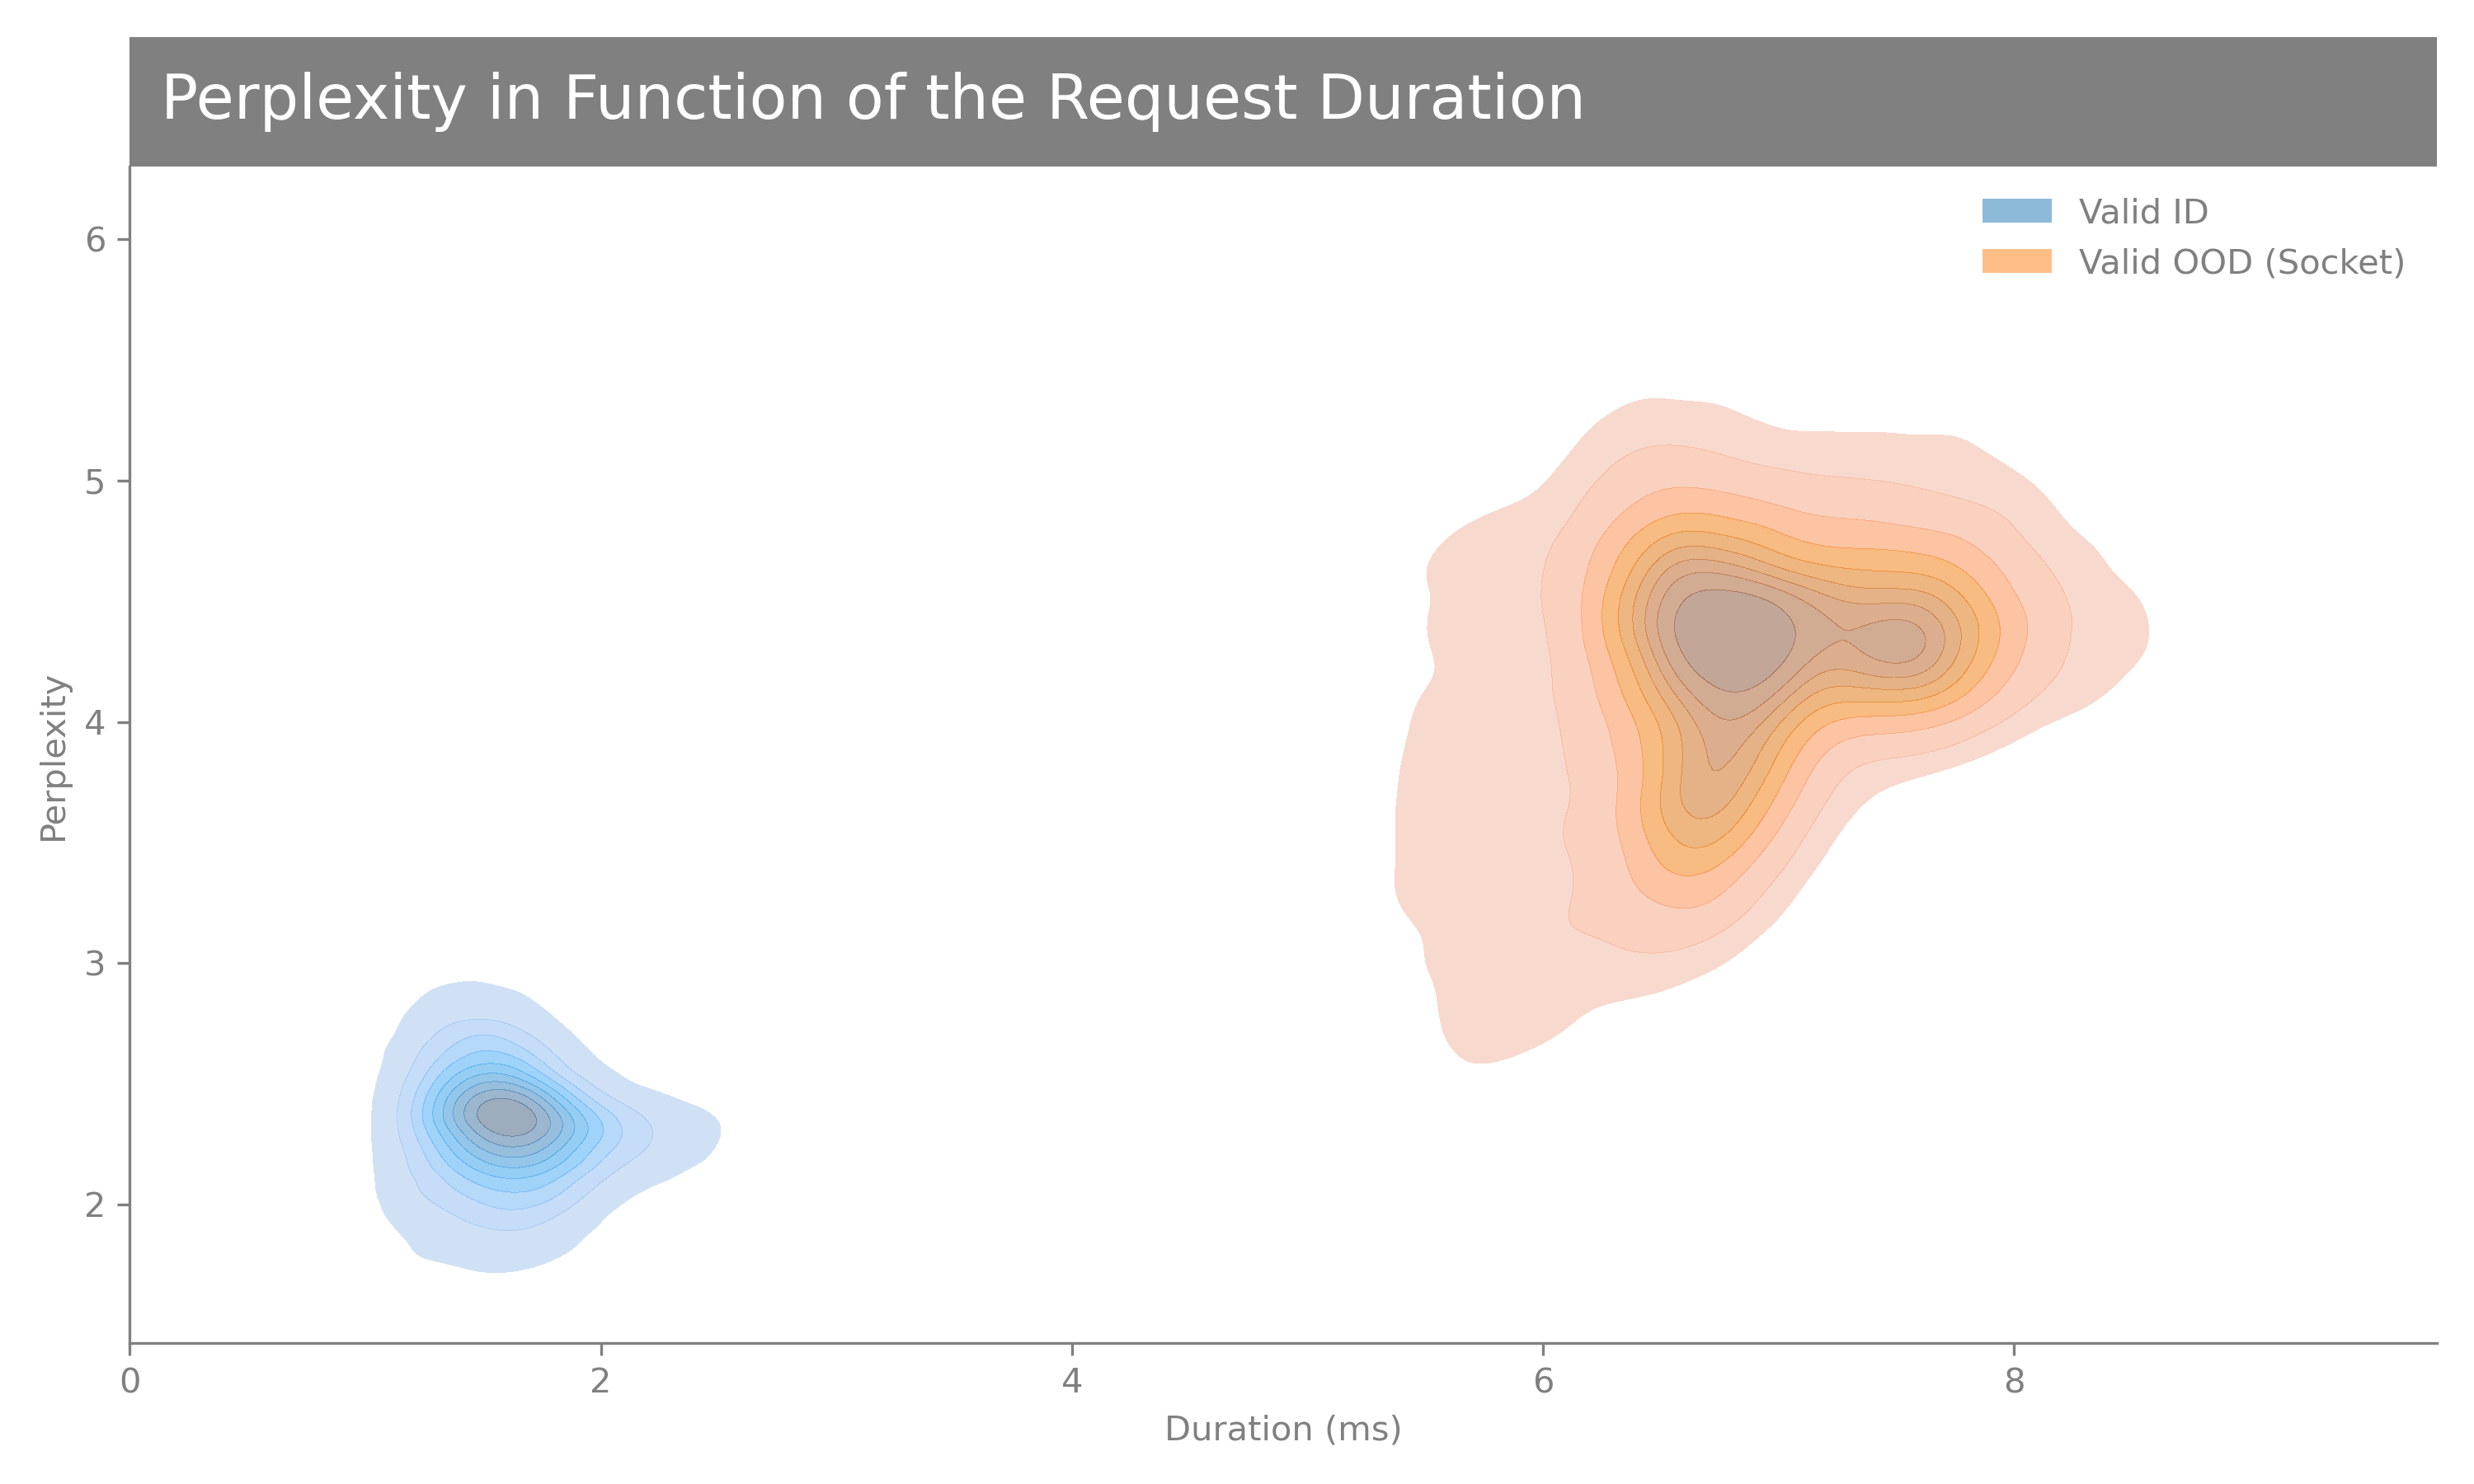 Perplexity in Function of the Request Duration
Valid ID
Valid OOD (Socket)
6
5
4
3
2
Perplexity
0 2 4 6 8
Duration (ms)